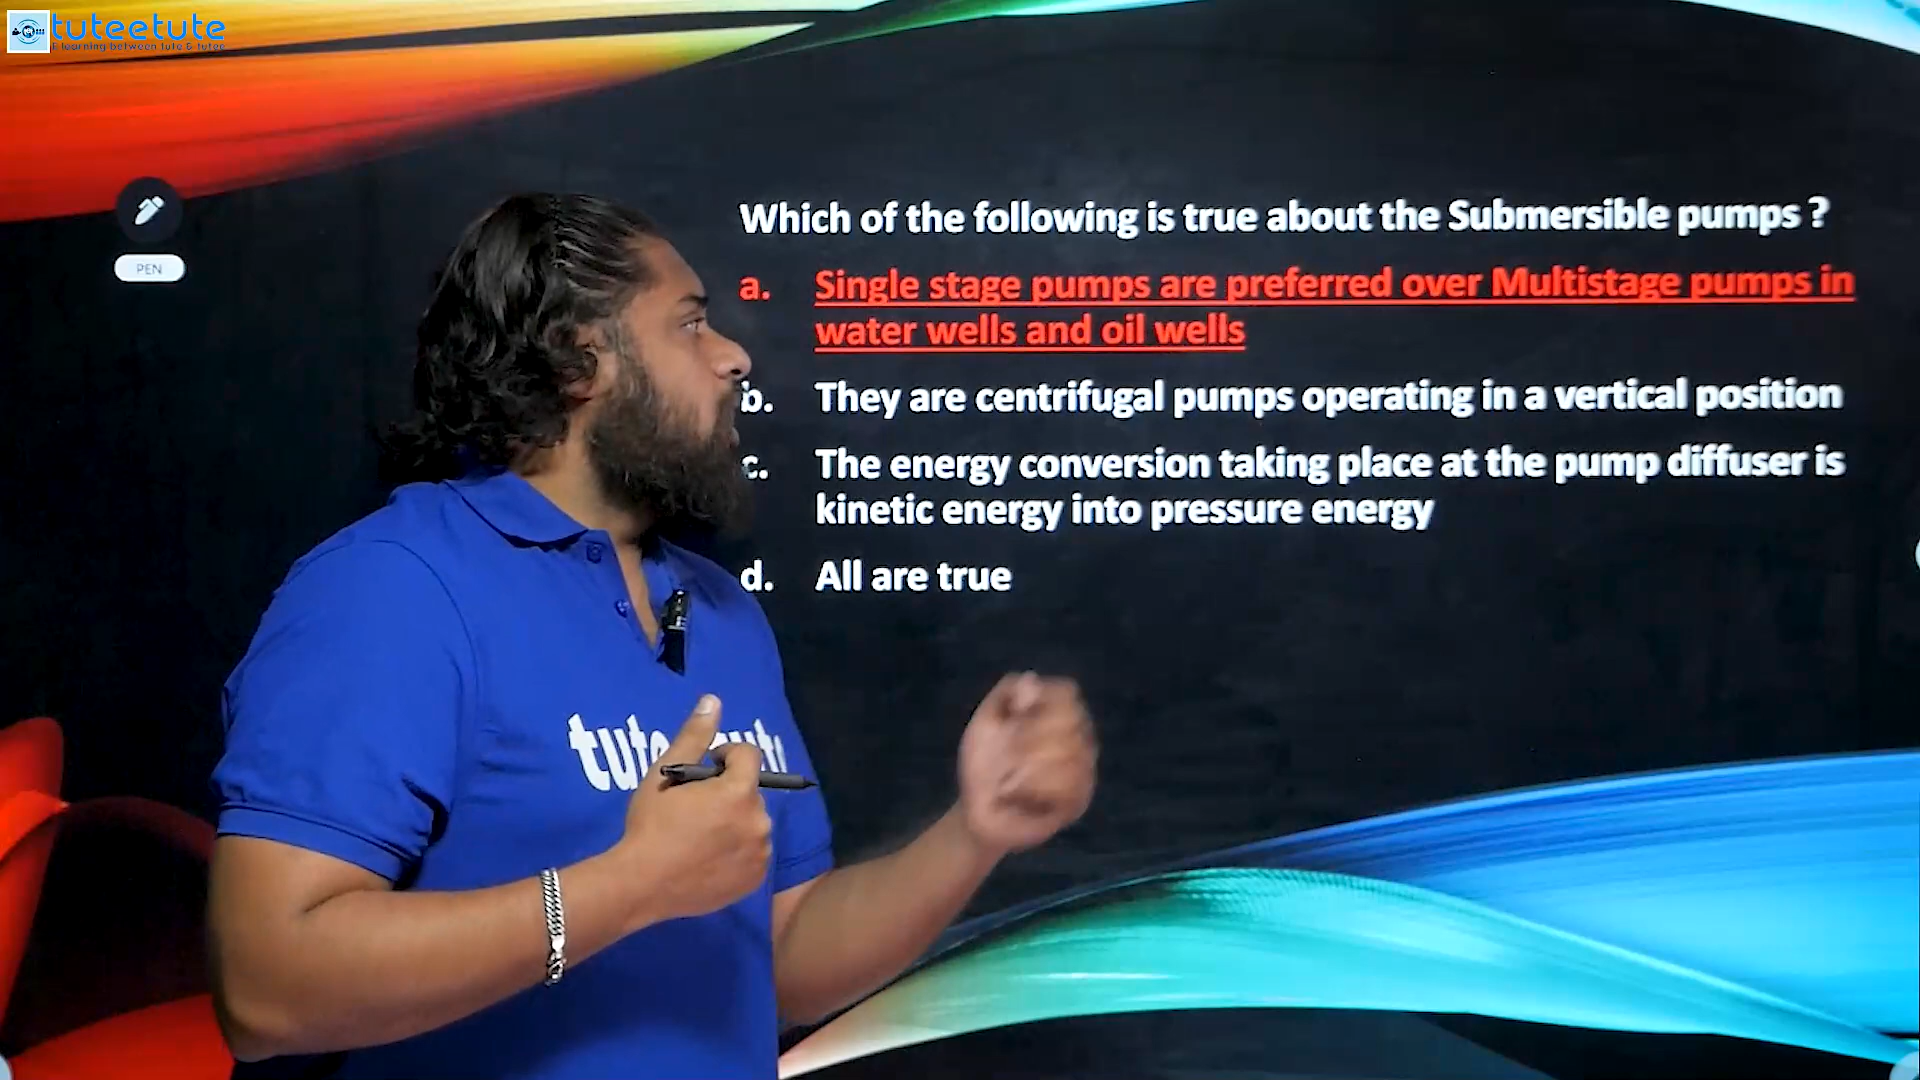 tuteetute
E learning between tute & tutee
PEN
Which of the following is true about the Submersible pumps ?
a. Single stage pumps are preferred over Multistage pumps in
water wells and oil wells
b. They are centrifugal pumps operating in a vertical position
c. The energy conversion taking place at the pump diffuser is
kinetic energy into pressure energy
d. All are true